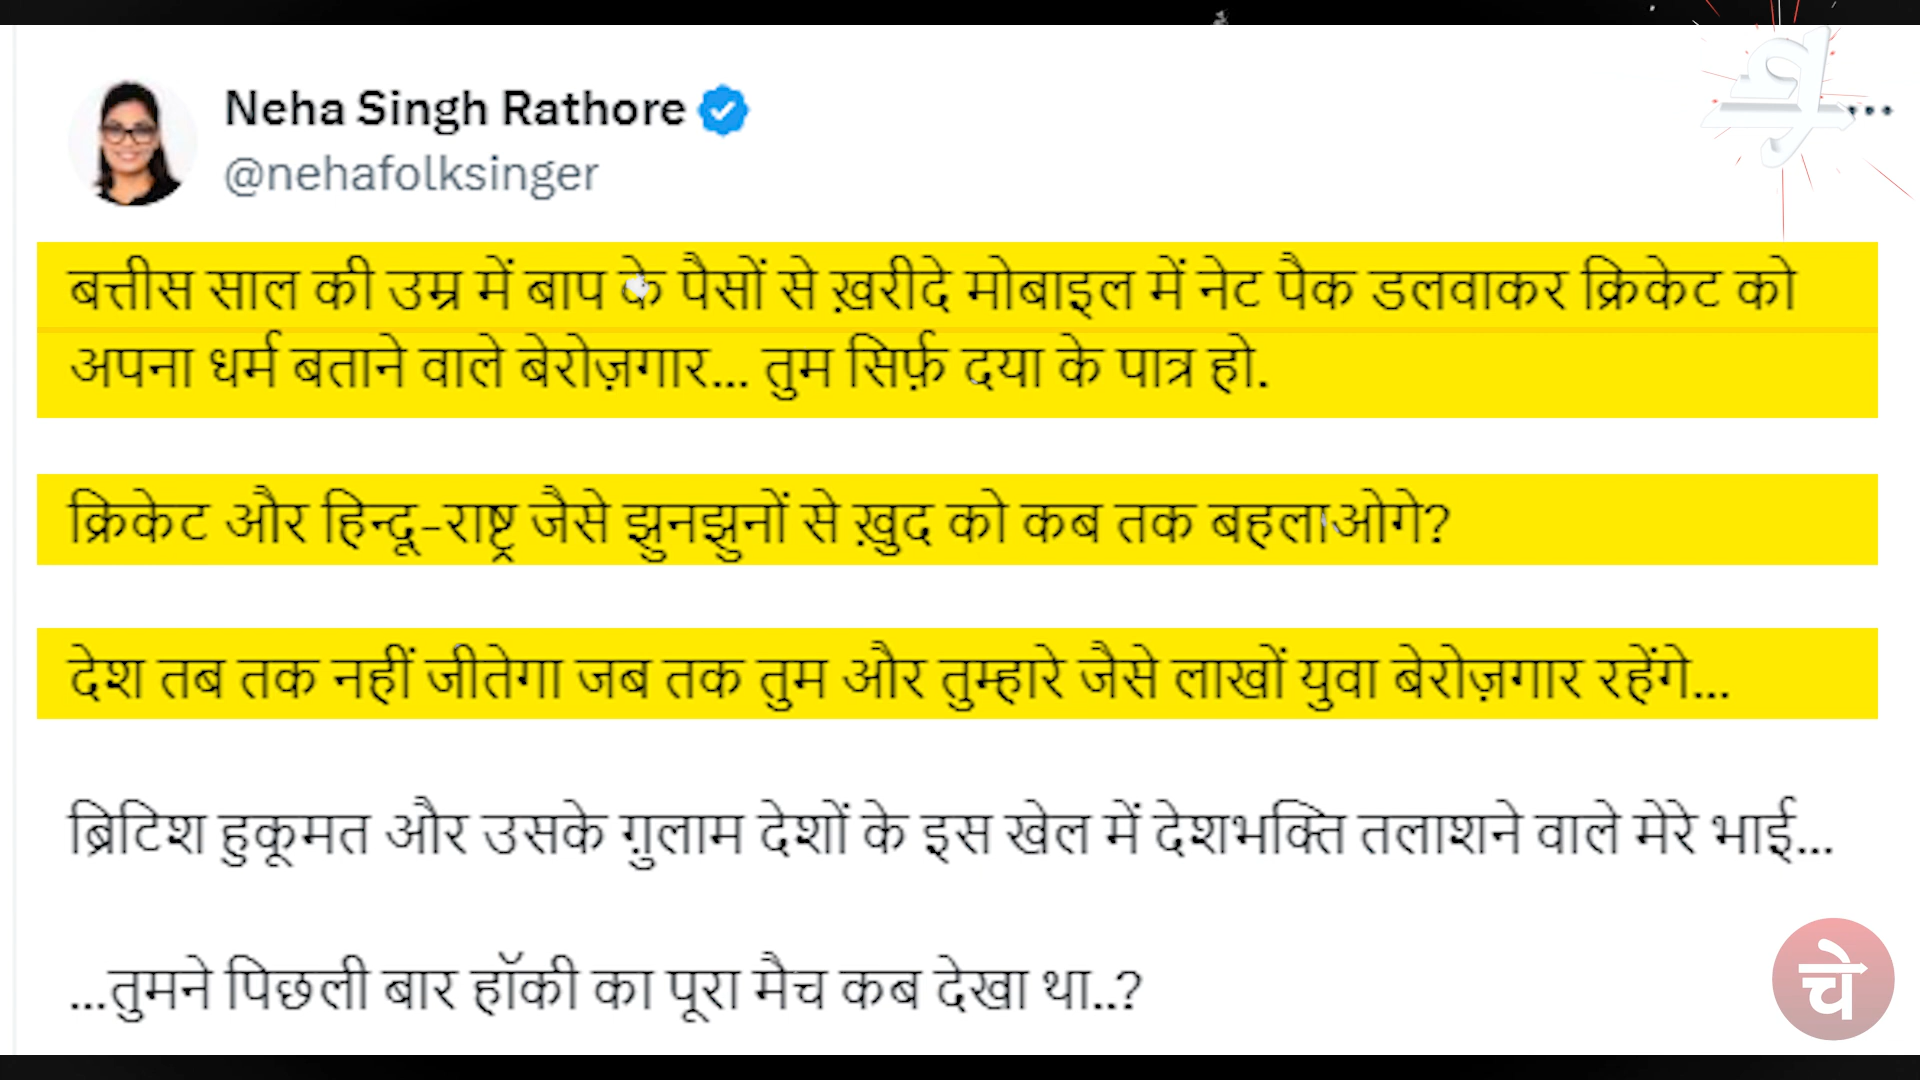 Neha Singh Rathore
@nehafolksinger
बत्तीस साल की उम्र में बाप के पैसों से ख़रीदे मोबाइल में नेट पैक डलवाकर क्रिकेट को
अपना धर्म बताने वाले बेरोज़गार... तुम सिर्फ़ दया के पात्र हो.
क्रिकेट और हिन्दू-राष्ट्र जैसे झुनझुनों से ख़ुद को कब तक बहलाओगे?
देश तब तक नहीं जीतेगा जब तक तुम और तुम्हारे जैसे लाखों युवा बेरोज़गार रहेंगे...
ब्रिटिश हुकूमत और उसके ग़ुलाम देशों के इस खेल में देशभक्ति तलाशने वाले मेरे भाई...
...तुमने पिछली बार हॉकी का पूरा मैच कब देखा था..?
चे